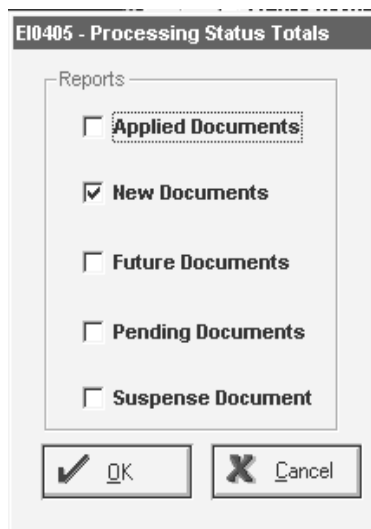 EI0405 - Processing Status Totals
Reports
Applied Documents
New Documents
Future Documents
Pending Documents
Suspense Document
OK Cancel